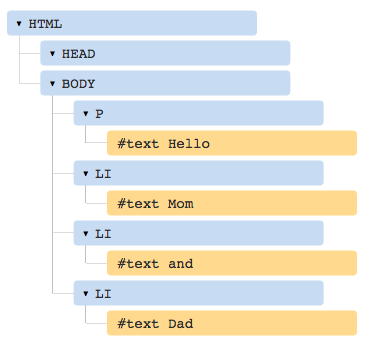 ▾ HTML
▾ HEAD
▾ BODY
▾ P
#text Hello
▾ LI
#text Mom
▾ LI
#text and
▾ LI
#text Dad